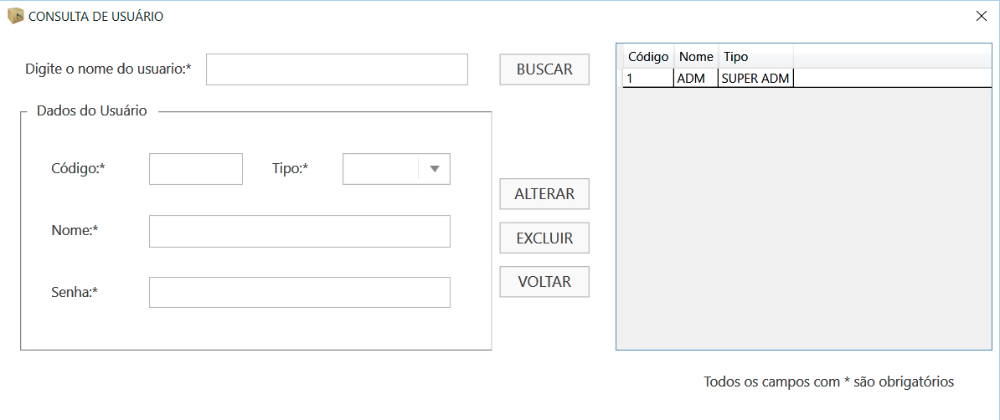 CONSULTA DE USUÁRIO
Digite o nome do usuario:*
BUSCAR
Dados do Usuário
Código:*
Tipo:*
Nome:*
Senha:*
ALTERAR
EXCLUIR
VOLTAR
Código Nome Tipo
1 ADM SUPER ADM
Todos os campos com * são obrigatórios